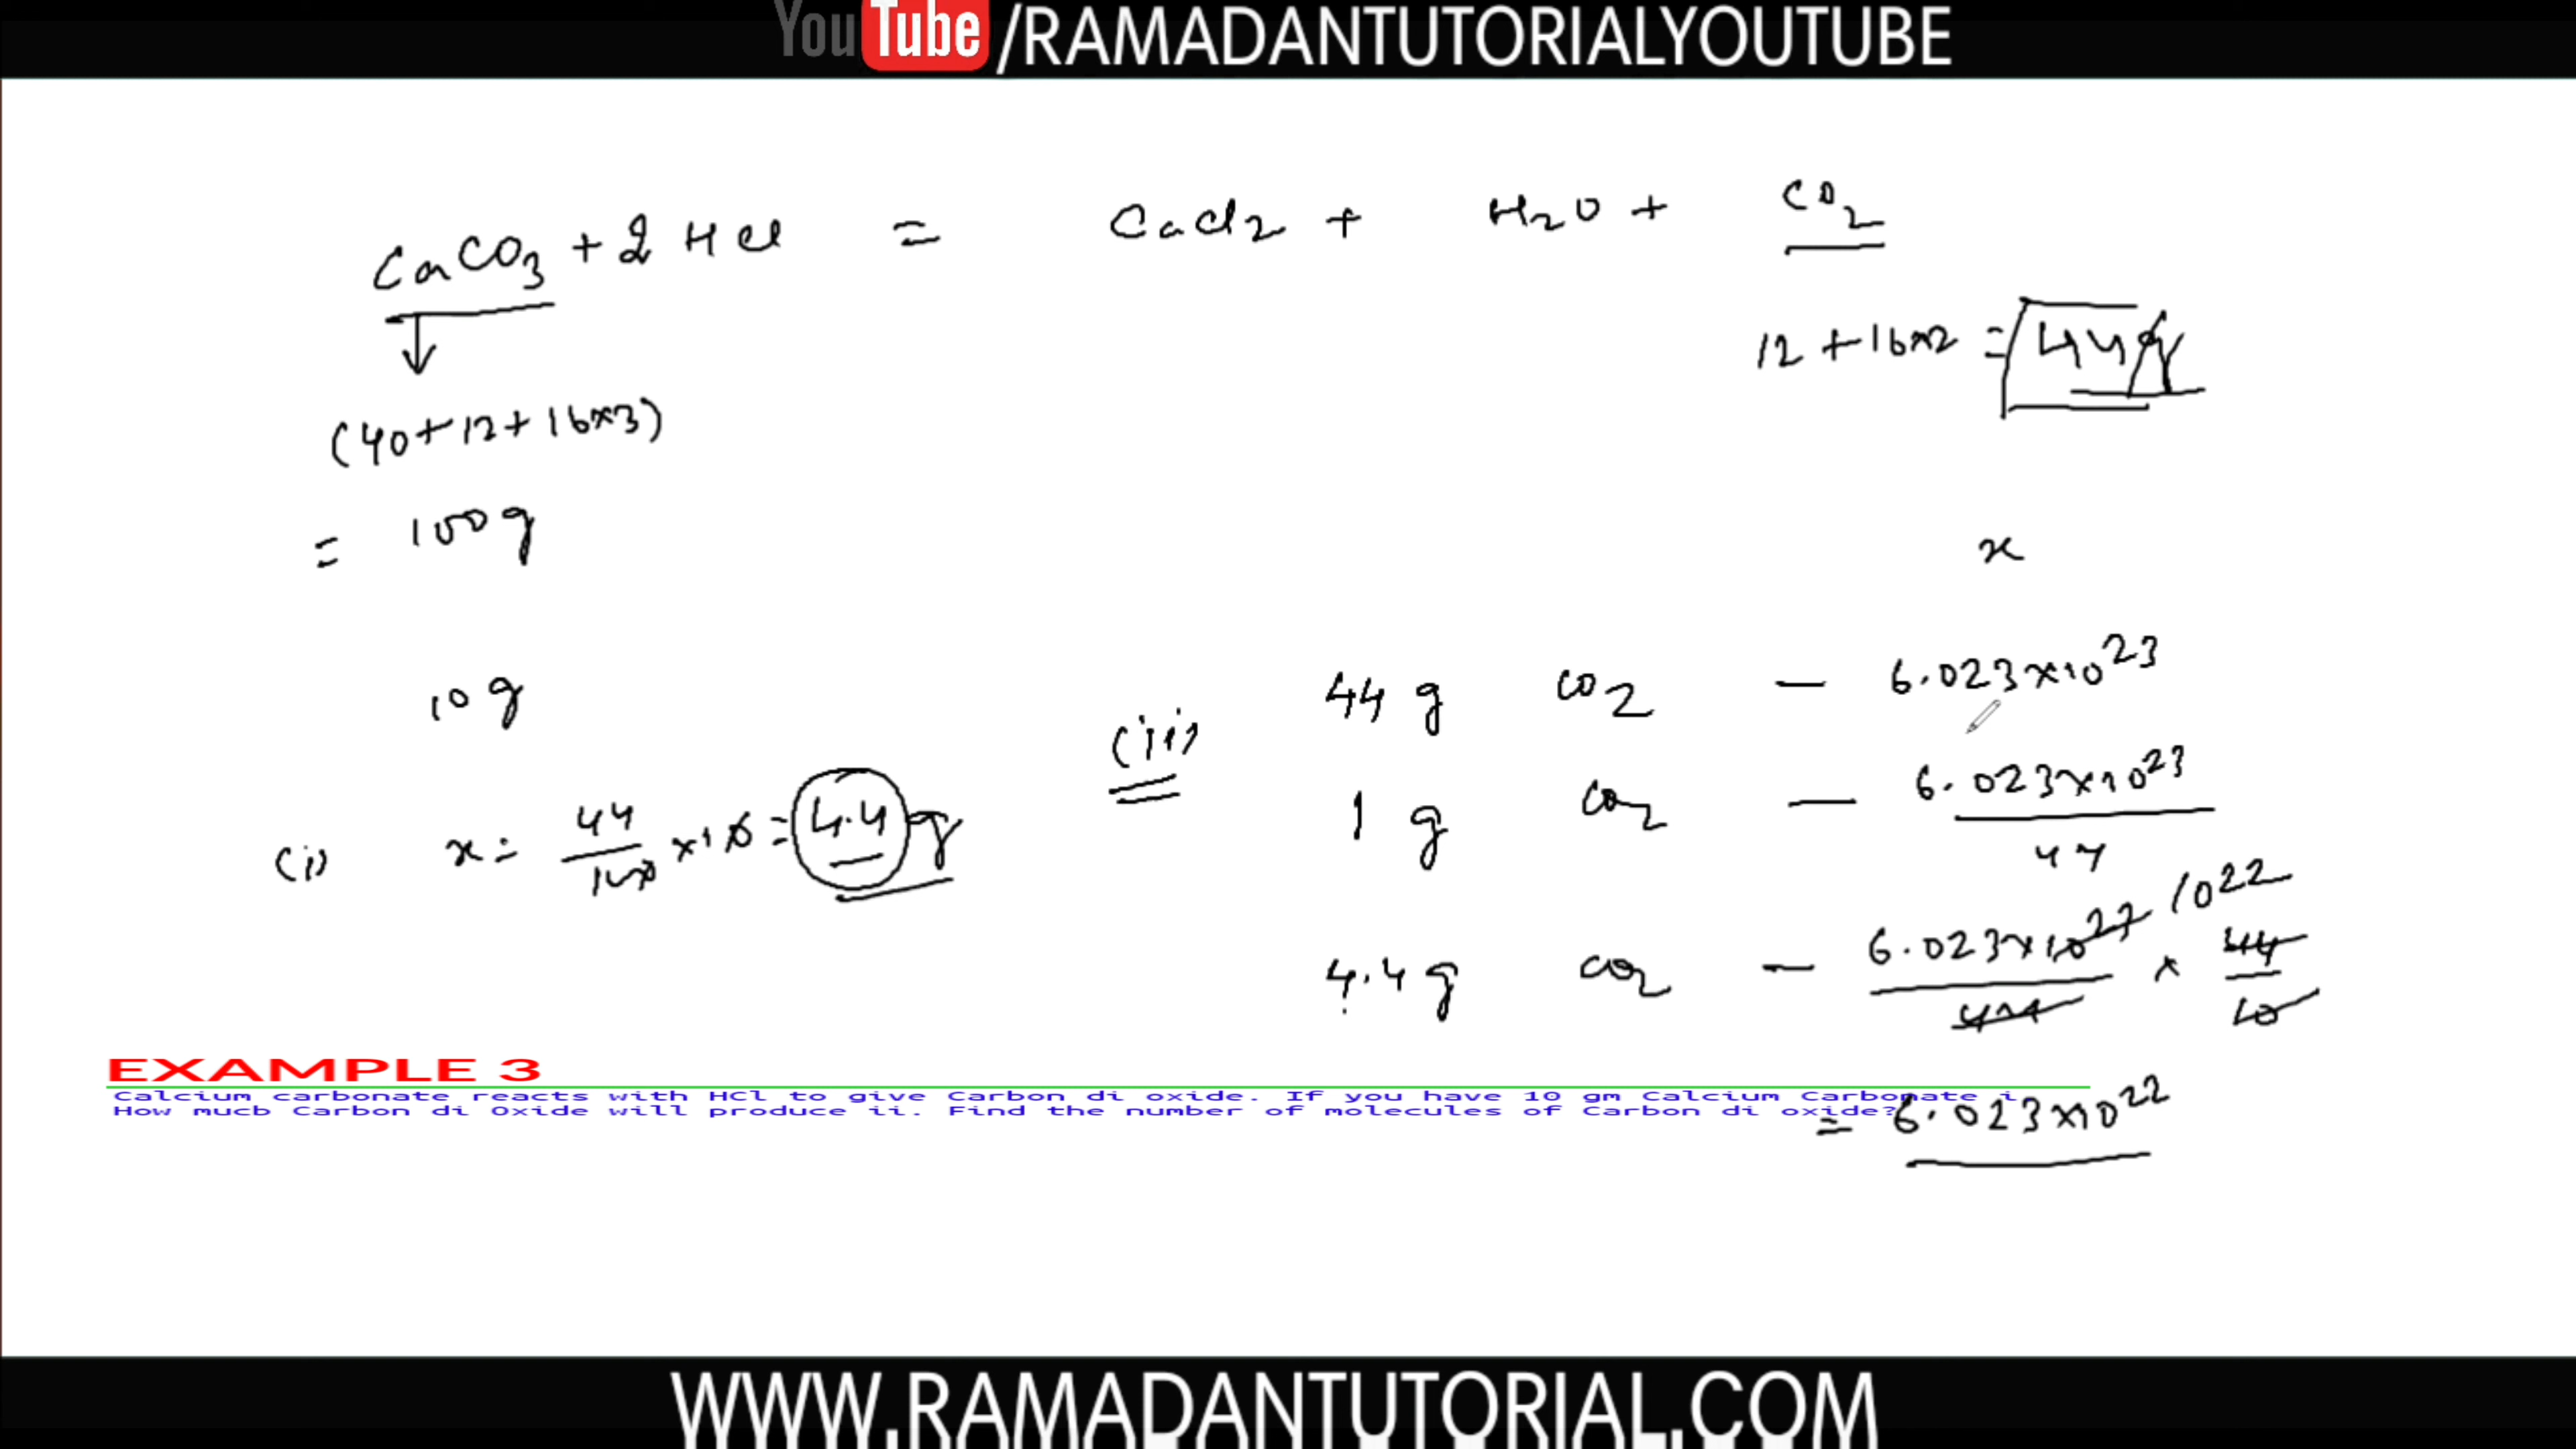 YouTube/RAMADANTUTORIALYOUTUBE
CaCO3 + 2 HCl = CaCl2 + H2O + CO2
12 + 16×2 = 44g
(40+12+16×3)
= 100g
x
10 g
(i) x = 44/100 × 10 = 4.4 g
(ii)
44 g CO2 — 6.023×10^23
1 g CO2 — 6.023×10^23 / 44
4.4 g CO2 — 6.023×10^23 / 44 × 44/10
10^22
= 6.023×10^22
EXAMPLE 3
Calcium carbonate reacts with HCl to give Carbon di oxide. If you have 10 gm Calcium Carbonate i.
How mucb Carbon di Oxide will produce ii. Find the number of molecules of Carbon di oxide?
WWW.RAMADANTUTORIAL.COM